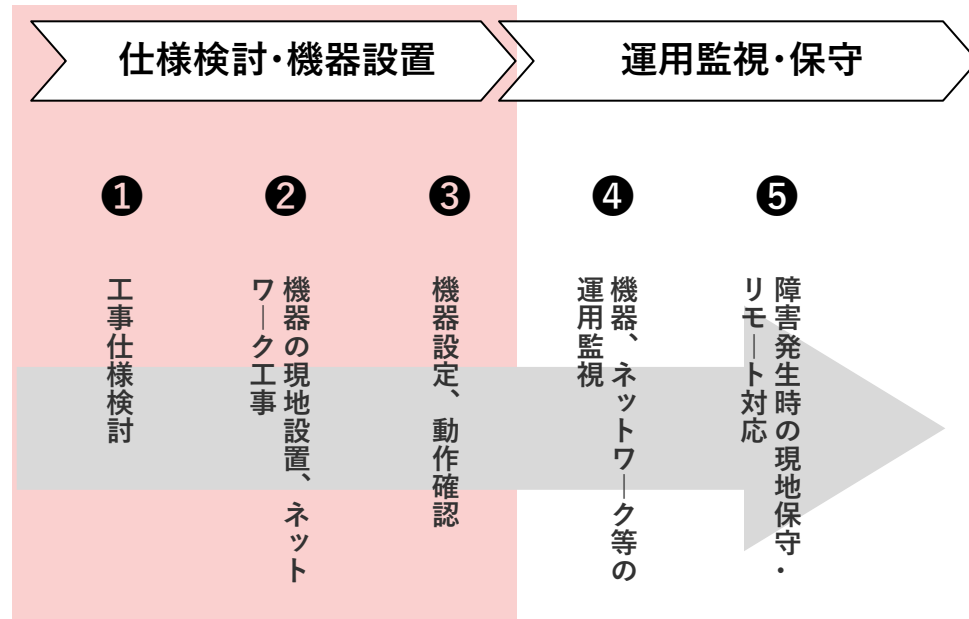 仕様検討・機器設置
運用監視・保守
❶
工事仕様検討
❷
機器の現地設置、ネット
ワーク工事
❸
機器設定、動作確認
❹
機器、ネットワーク等の
運用監視
❺
障害発生時の現地保守・
リモート対応